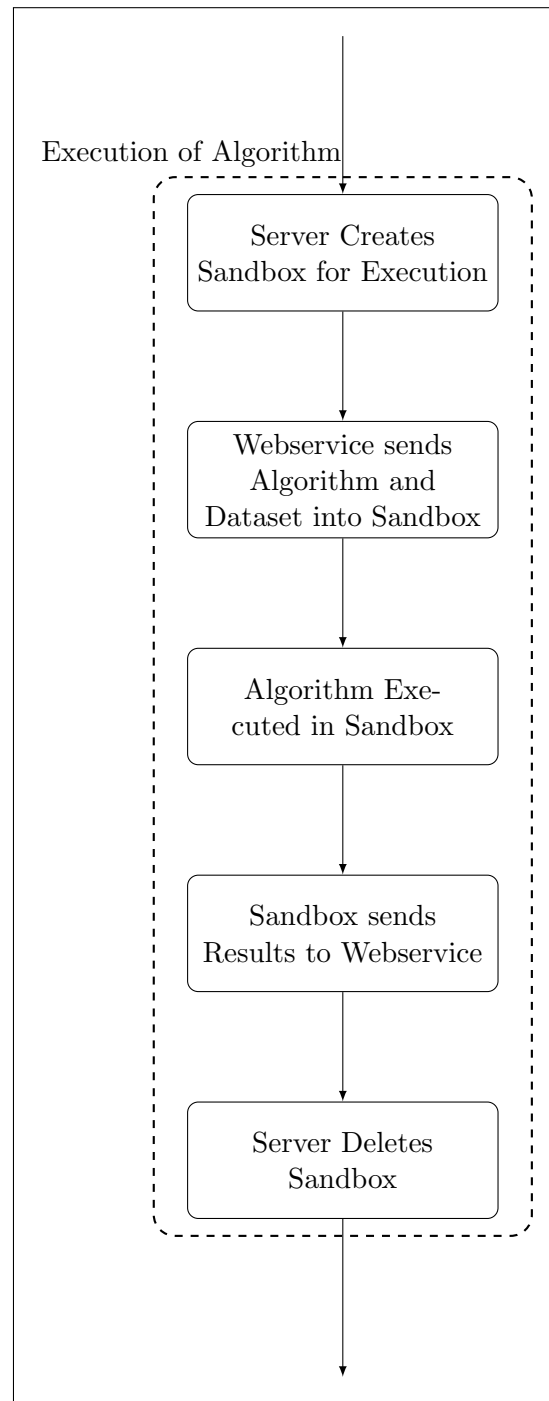 Execution of Algorithm
Server Creates
Sandbox for Execution
Webservice sends
Algorithm and
Dataset into Sandbox
Algorithm Exe-
cuted in Sandbox
Sandbox sends
Results to Webservice
Server Deletes
Sandbox